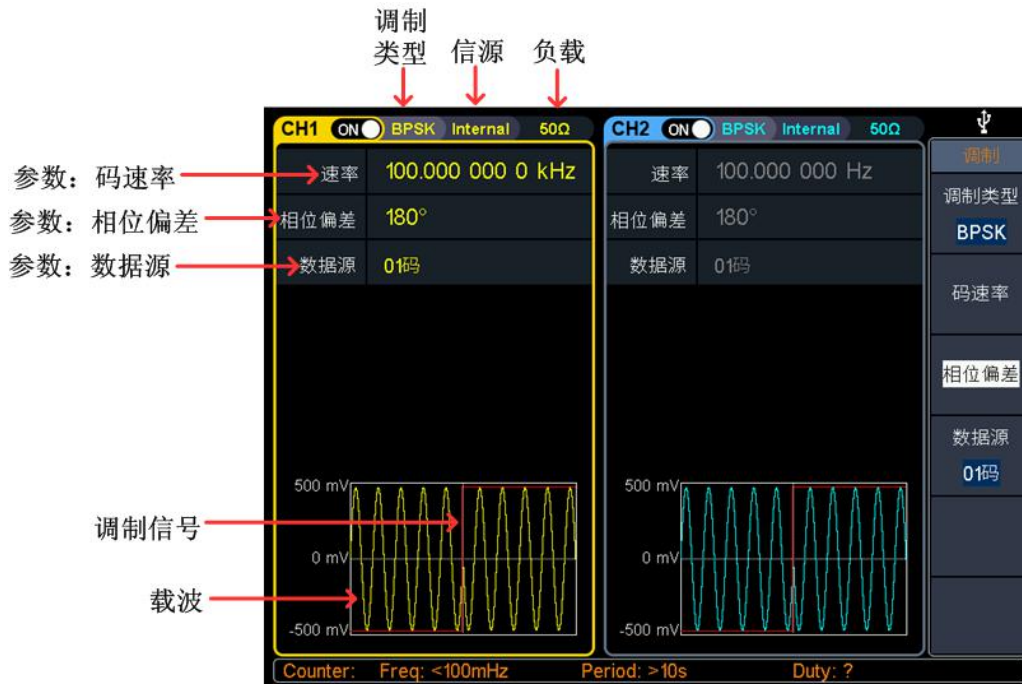 调制
类型 信源 负载
CH1 ON BPSK Internal 50Ω CH2 ON BPSK Internal 50Ω
参数：码速率 速率 100.000 000 0 kHz 速率 100.000 000 Hz
参数：相位偏差 相位偏差 180° 相位偏差 180°
参数：数据源 数据源 01码 数据源 01码
调制
调制类型
BPSK
码速率
相位偏差
数据源
01码
500 mV 500 mV
调制信号
0 mV 0 mV
载波
-500 mV -500 mV
Counter: Freq: <100mHz Period: >10s Duty: ?